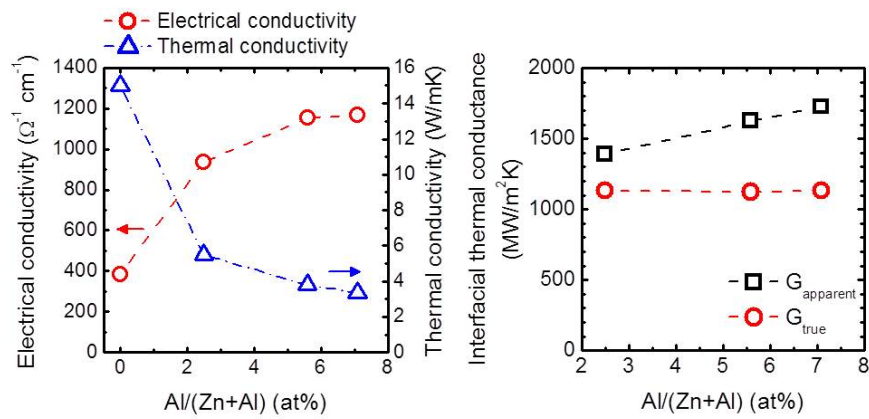 Electrical conductivity
Thermal conductivity
Electrical conductivity (Ω⁻¹ cm⁻¹)
1400
1200
1000
800
600
400
200
0
16
14
12
10
8
6
4
2
0
Thermal conductivity (W/mK)
0 2 4 6 8
Al/(Zn+Al) (at%)
Interfacial thermal conductance
(MW/m²K)
2000
1500
1000
500
0
G apparent
G true
2 3 4 5 6 7 8
Al/(Zn+Al) (at%)